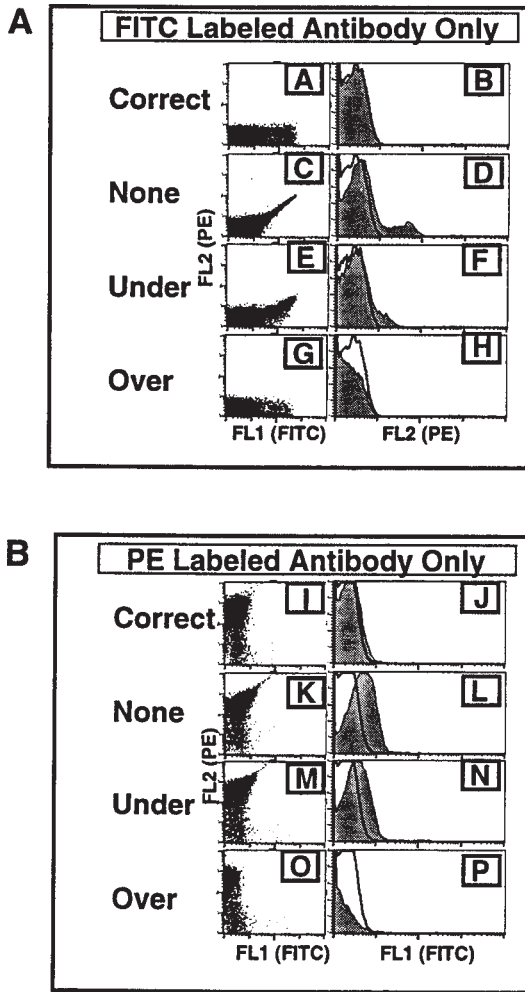 A
FITC Labeled Antibody Only
Correct
A
B
None
C
D
Under
E
F
Over
G
H
FL2 (PE)
FL1 (FITC)
FL2 (PE)
B
PE Labeled Antibody Only
Correct
I
J
None
K
L
Under
M
N
Over
O
P
FL2 (PE)
FL1 (FITC)
FL1 (FITC)